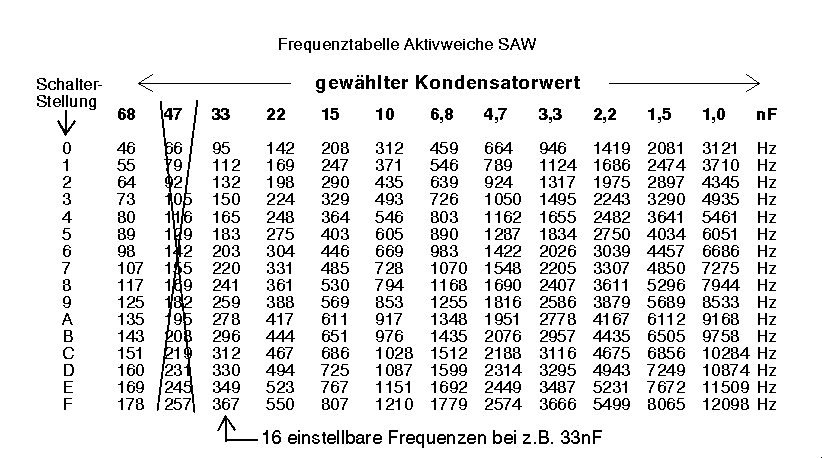 Frequenztabelle Aktivweiche SAW
Schalter-
Stellung
gewählter Kondensatorwert
68 47 33 22 15 10 6,8 4,7 3,3 2,2 1,5 1,0 nF
0 46 66 95 142 208 312 459 664 946 1419 2081 3121 Hz
1 55 79 112 169 247 371 546 789 1124 1686 2474 3710 Hz
2 64 92 132 198 290 435 639 924 1317 1975 2897 4345 Hz
3 73 105 150 224 329 493 726 1050 1495 2243 3290 4935 Hz
4 80 116 165 248 364 546 803 1162 1655 2482 3641 5461 Hz
5 89 129 183 275 403 605 890 1287 1834 2750 4034 6051 Hz
6 98 142 203 304 446 669 983 1422 2026 3039 4457 6686 Hz
7 107 155 220 331 485 728 1070 1548 2205 3307 4850 7275 Hz
8 117 169 241 361 530 794 1168 1690 2407 3611 5296 7944 Hz
9 125 182 259 388 569 853 1255 1816 2586 3879 5689 8533 Hz
A 135 195 278 417 611 917 1348 1951 2778 4167 6112 9168 Hz
B 143 208 296 444 651 976 1435 2076 2957 4435 6505 9758 Hz
C 151 219 312 467 686 1028 1512 2188 3116 4675 6856 10284 Hz
D 160 231 330 494 725 1087 1599 2314 3295 4943 7249 10874 Hz
E 169 245 349 523 767 1151 1692 2449 3487 5231 7672 11509 Hz
F 178 257 367 550 807 1210 1779 2574 3666 5499 8065 12098 Hz
16 einstellbare Frequenzen bei z.B. 33nF